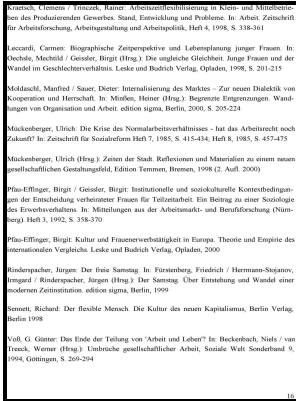 Kraetsch, Clemens / Trinczek, Rainer: Arbeitszeitflexibilisierung in Klein- und Mittelbetrie-
ben des Produzierenden Gewerbes. Stand, Entwicklung und Probleme. In: Arbeit. Zeitschrift
für Arbeitsforschung, Arbeitsgestaltung und Arbeitspolitik, Heft 4, 1998, S. 338-361
Leccardi, Carmen: Biographische Zeitperspektive und Lebensplanung junger Frauen. In:
Oechsle, Mechtild / Geissler, Birgit (Hrsg.): Die ungleiche Gleichheit. Junge Frauen und der
Wandel im Geschlechterverhältnis. Leske und Budrich Verlag, Opladen, 1998, S. 201-215
Moldaschl, Manfred / Sauer, Dieter: Internalisierung des Marktes – Zur neuen Dialektik von
Kooperation und Herrschaft. In: Minßen, Heiner (Hrsg.): Begrenzte Entgrenzungen. Wand-
lungen von Organisation und Arbeit. edition sigma, Berlin, 2000, S. 205-224
Mückenberger, Ulrich: Die Krise des Normalarbeitsverhältnisses - hat das Arbeitsrecht noch
Zukunft? In: Zeitschrift für Sozialreform Heft 7, 1985, S. 415-434; Heft 8, 1985, S. 457-475
Mückenberger, Ulrich (Hrsg.): Zeiten der Stadt. Reflexionen und Materialien zu einem neuen
gesellschaftlichen Gestaltungsfeld, Edition Temmen, Bremen, 1998 (2. Aufl. 2000)
Pfau-Effinger, Birgit / Geissler, Birgit: Institutionelle und soziokulturelle Kontextbedingun-
gen der Entscheidung verheirateter Frauen für Teilzeitarbeit. Ein Beitrag zu einer Soziologie
des Erwerbsverhaltens. In: Mitteilungen aus der Arbeitsmarkt- und Berufsforschung (Nürn-
berg). Heft 3, 1992, S. 358-370
Pfau-Effinger, Birgit: Kultur und Frauenerwerbstätigkeit in Europa. Theorie und Empirie des
internationalen Vergleichs. Leske und Budrich Verlag, Opladen, 2000
Rinderspacher, Jürgen: Der freie Samstag. In: Fürstenberg, Friedrich / Herrmann-Stojanov,
Irmgard / Rinderspacher, Jürgen (Hrsg.): Der Samstag. Über Entstehung und Wandel einer
modernen Zeitinstitution. edition sigma, Berlin, 1999
Sennett, Richard: Der flexible Mensch. Die Kultur des neuen Kapitalismus, Berlin Verlag,
Berlin 1998
Voß, G. Günter: Das Ende der Teilung von 'Arbeit und Leben'? In: Beckenbach, Niels / van
Treeck, Werner (Hrsg.): Umbrüche gesellschaftlicher Arbeit, Soziale Welt Sonderband 9,
1994, Göttingen, S. 269-294
16